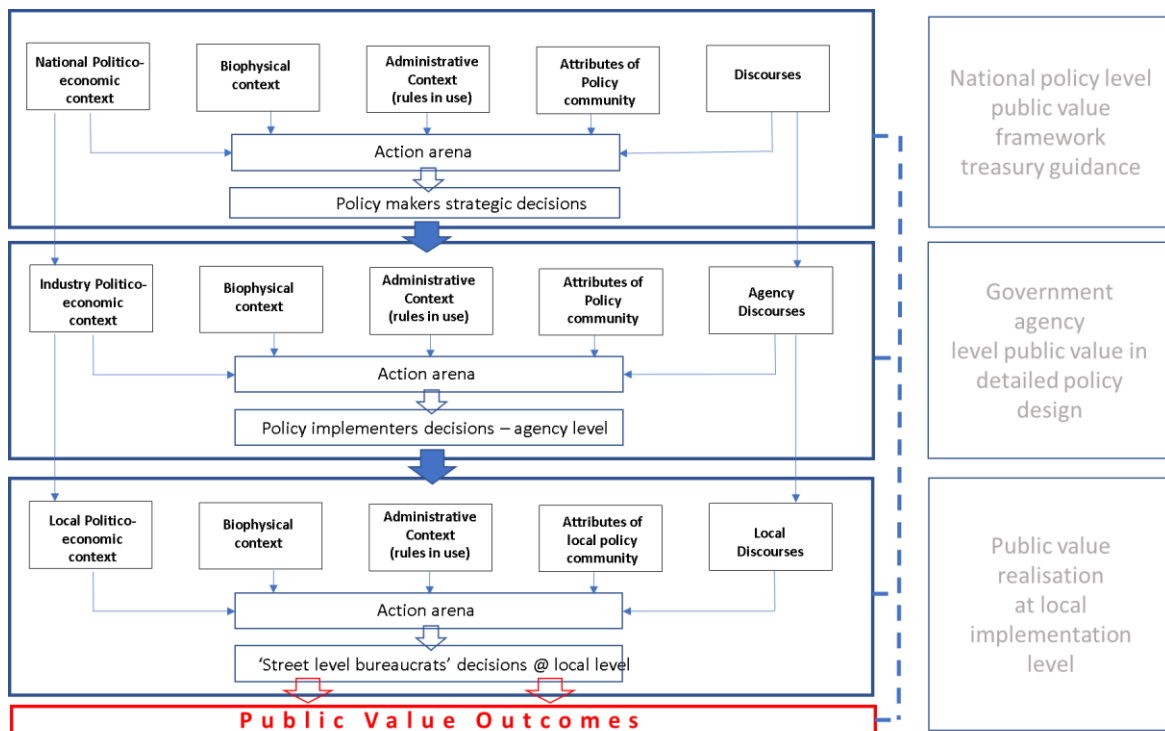 National Politico-
economic
context
Biophysical
context
Administrative
Context
(rules in use)
Attributes of
Policy
community
Discourses
Action arena
Policy makers strategic decisions
National policy level
public value
framework
treasury guidance
Industry Politico-
economic
context
Biophysical
context
Administrative
Context
(rules in use)
Attributes of
Policy
community
Agency
Discourses
Action arena
Policy implementers decisions – agency level
Government
agency
level public value in
detailed policy
design
Local Politico-
economic
context
Biophysical
context
Administrative
Context
(rules in use)
Attributes of
local policy
community
Local
Discourses
Action arena
‘Street level bureaucrats’ decisions @ local level
Public value
realisation
at local
implementation
level
Public Value Outcomes